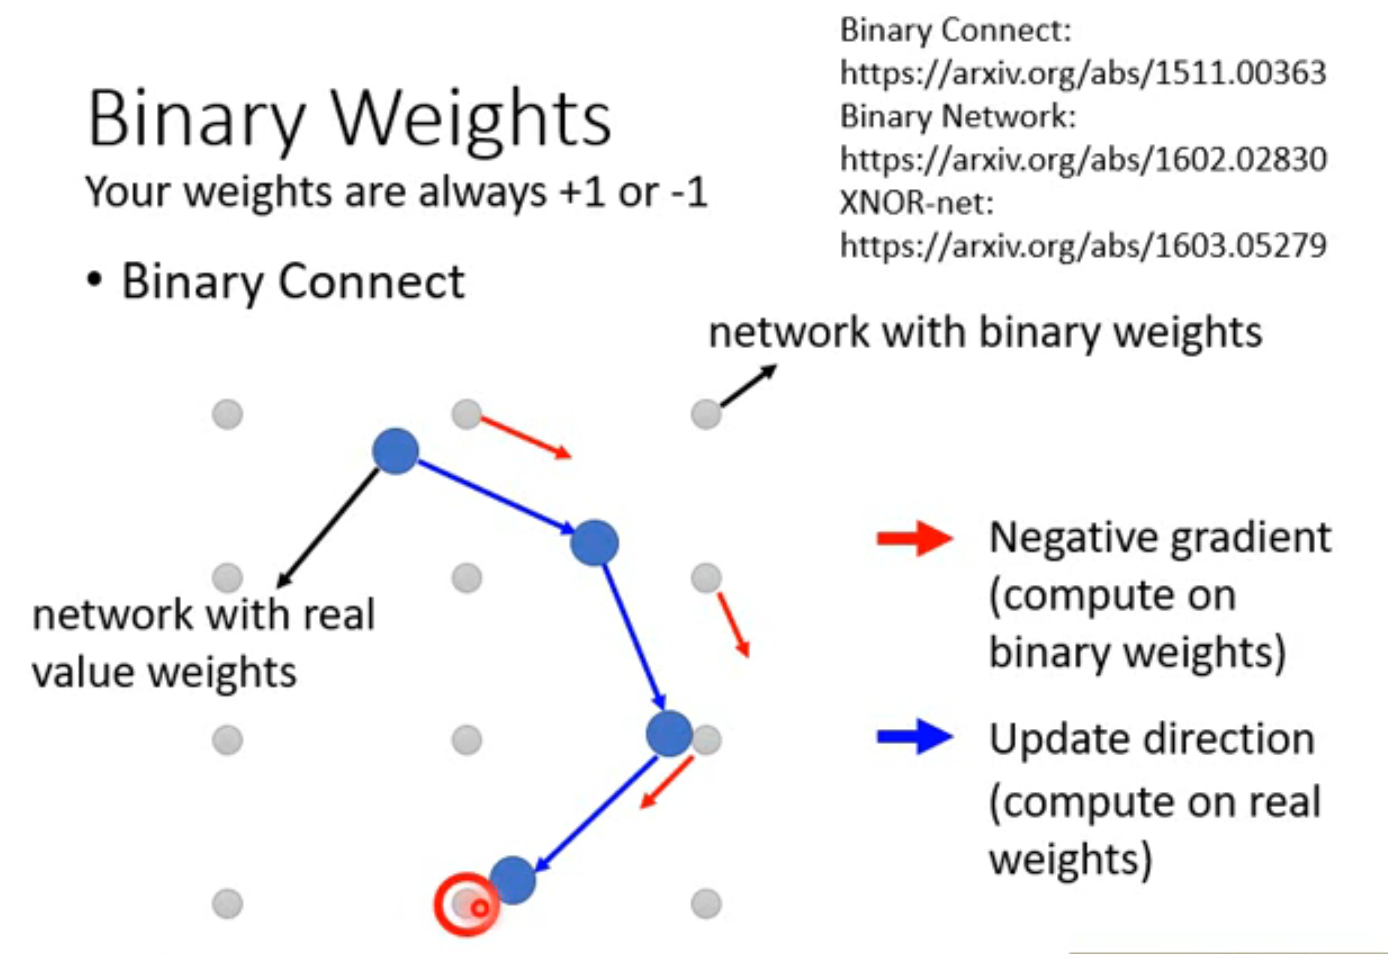 Binary Weights
Your weights are always +1 or -1
Binary Connect:
https://arxiv.org/abs/1511.00363
Binary Network:
https://arxiv.org/abs/1602.02830
XNOR-net:
https://arxiv.org/abs/1603.05279
• Binary Connect
network with binary weights
network with real
value weights
Negative gradient
(compute on
binary weights)
Update direction
(compute on real
weights)